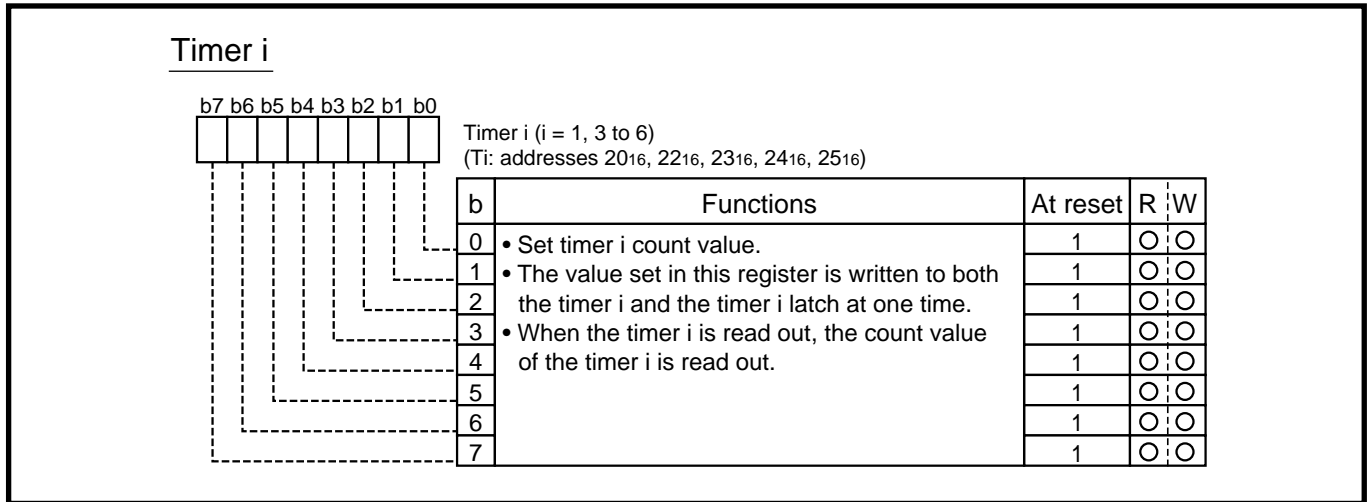 Timer i
b7 b6 b5 b4 b3 b2 b1 b0
Timer i (i = 1, 3 to 6)
(Ti: addresses 2016, 2216, 2316, 2416, 2516)
b Functions At reset R W
0 • Set timer i count value. 1 ○ ○
1 • The value set in this register is written to both 1 ○ ○
2 the timer i and the timer i latch at one time. 1 ○ ○
3 • When the timer i is read out, the count value 1 ○ ○
4 of the timer i is read out. 1 ○ ○
5 1 ○ ○
6 1 ○ ○
7 1 ○ ○